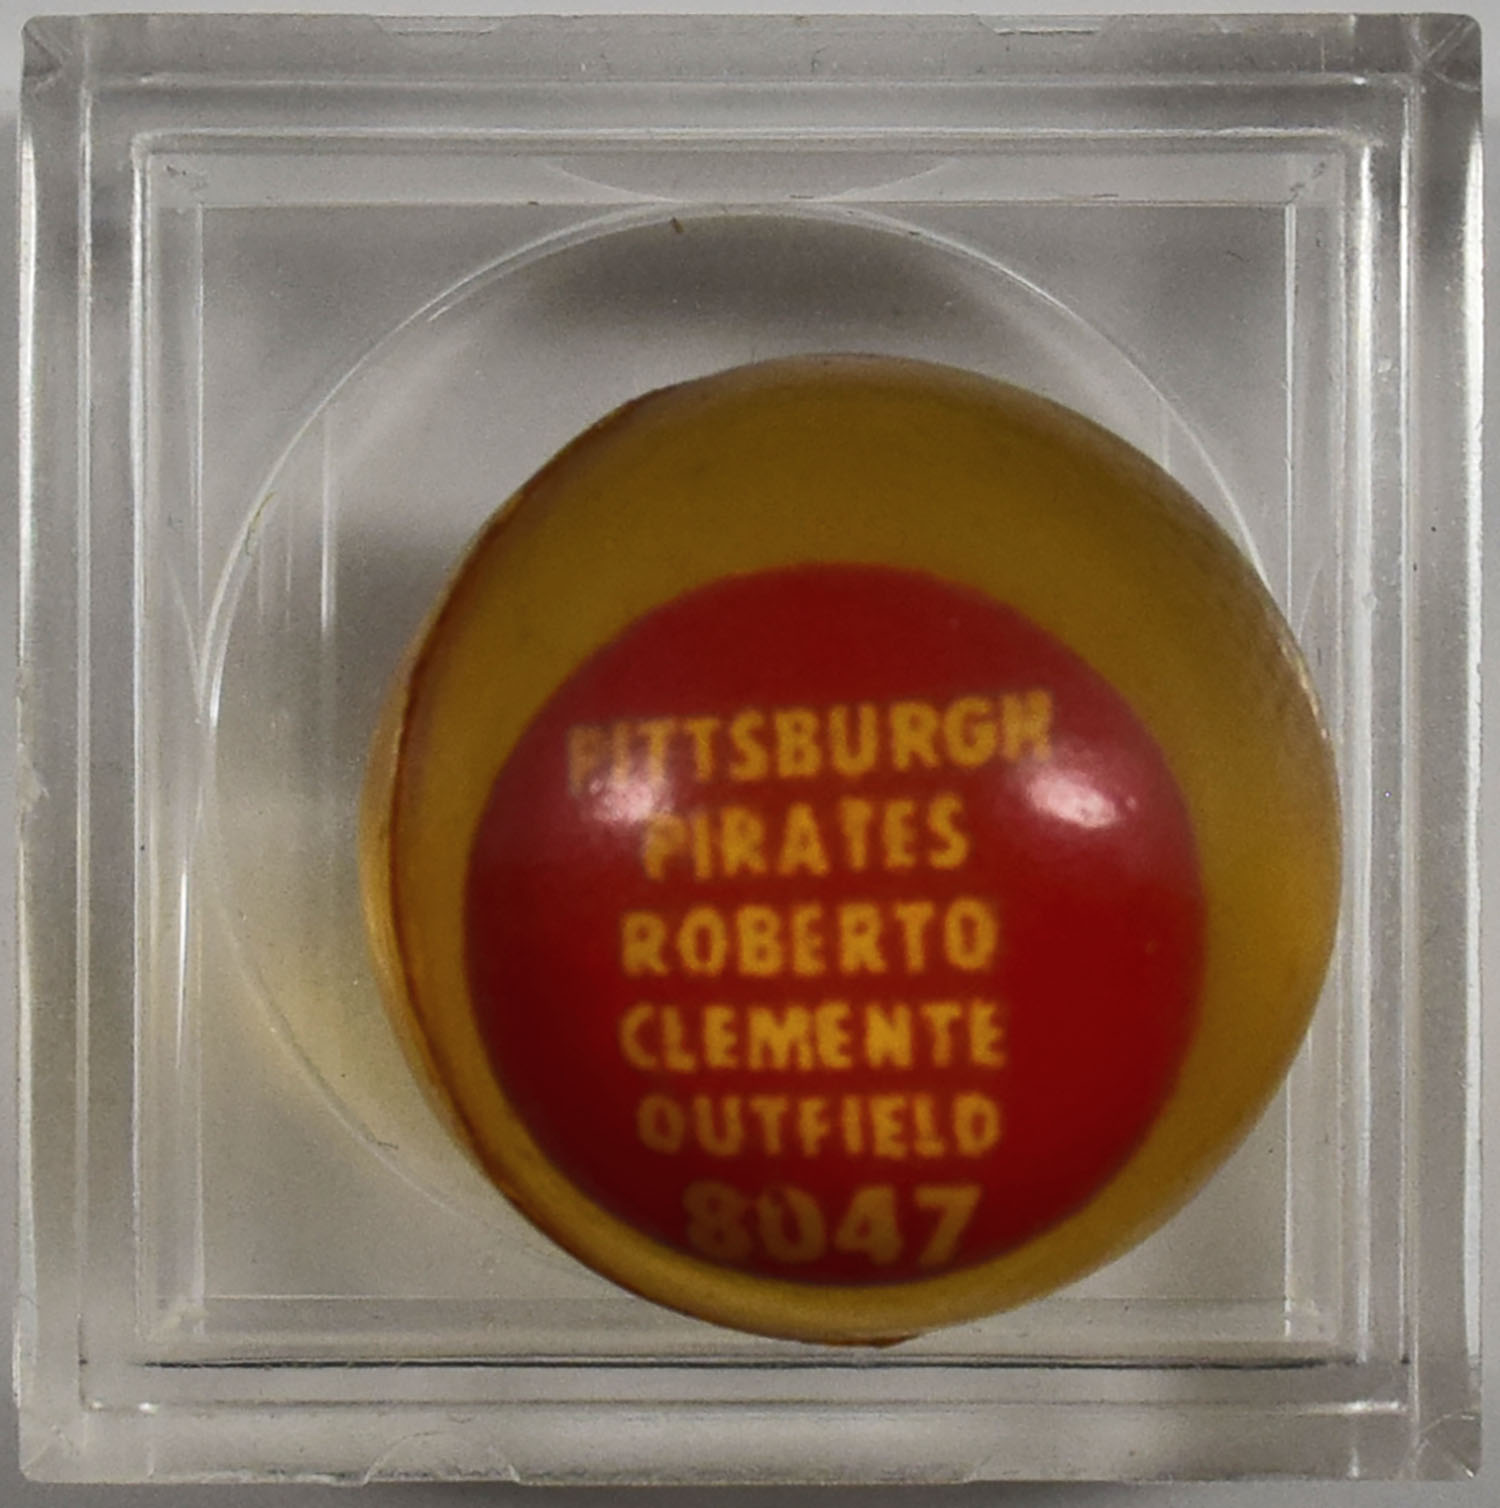 PITTSBURGH
PIRATES
ROBERTO
CLEMENTE
OUTFIELD
8047